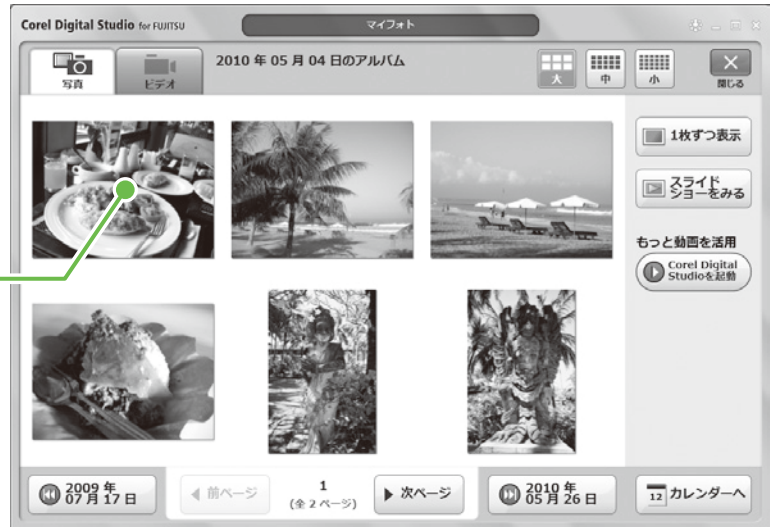 Corel Digital Studio for FUJITSU
マイフォト
写真
ビデオ
2010 年 05 月 04 日のアルバム
大
中
小
閉じる
1枚ずつ表示
スライド
ショーをみる
もっと動画を活用
Corel Digital
Studioを起動
2009 年
07 月 17 日
前ページ
1
(全 2 ページ)
次ページ
2010 年
05 月 26 日
12
カレンダーへ